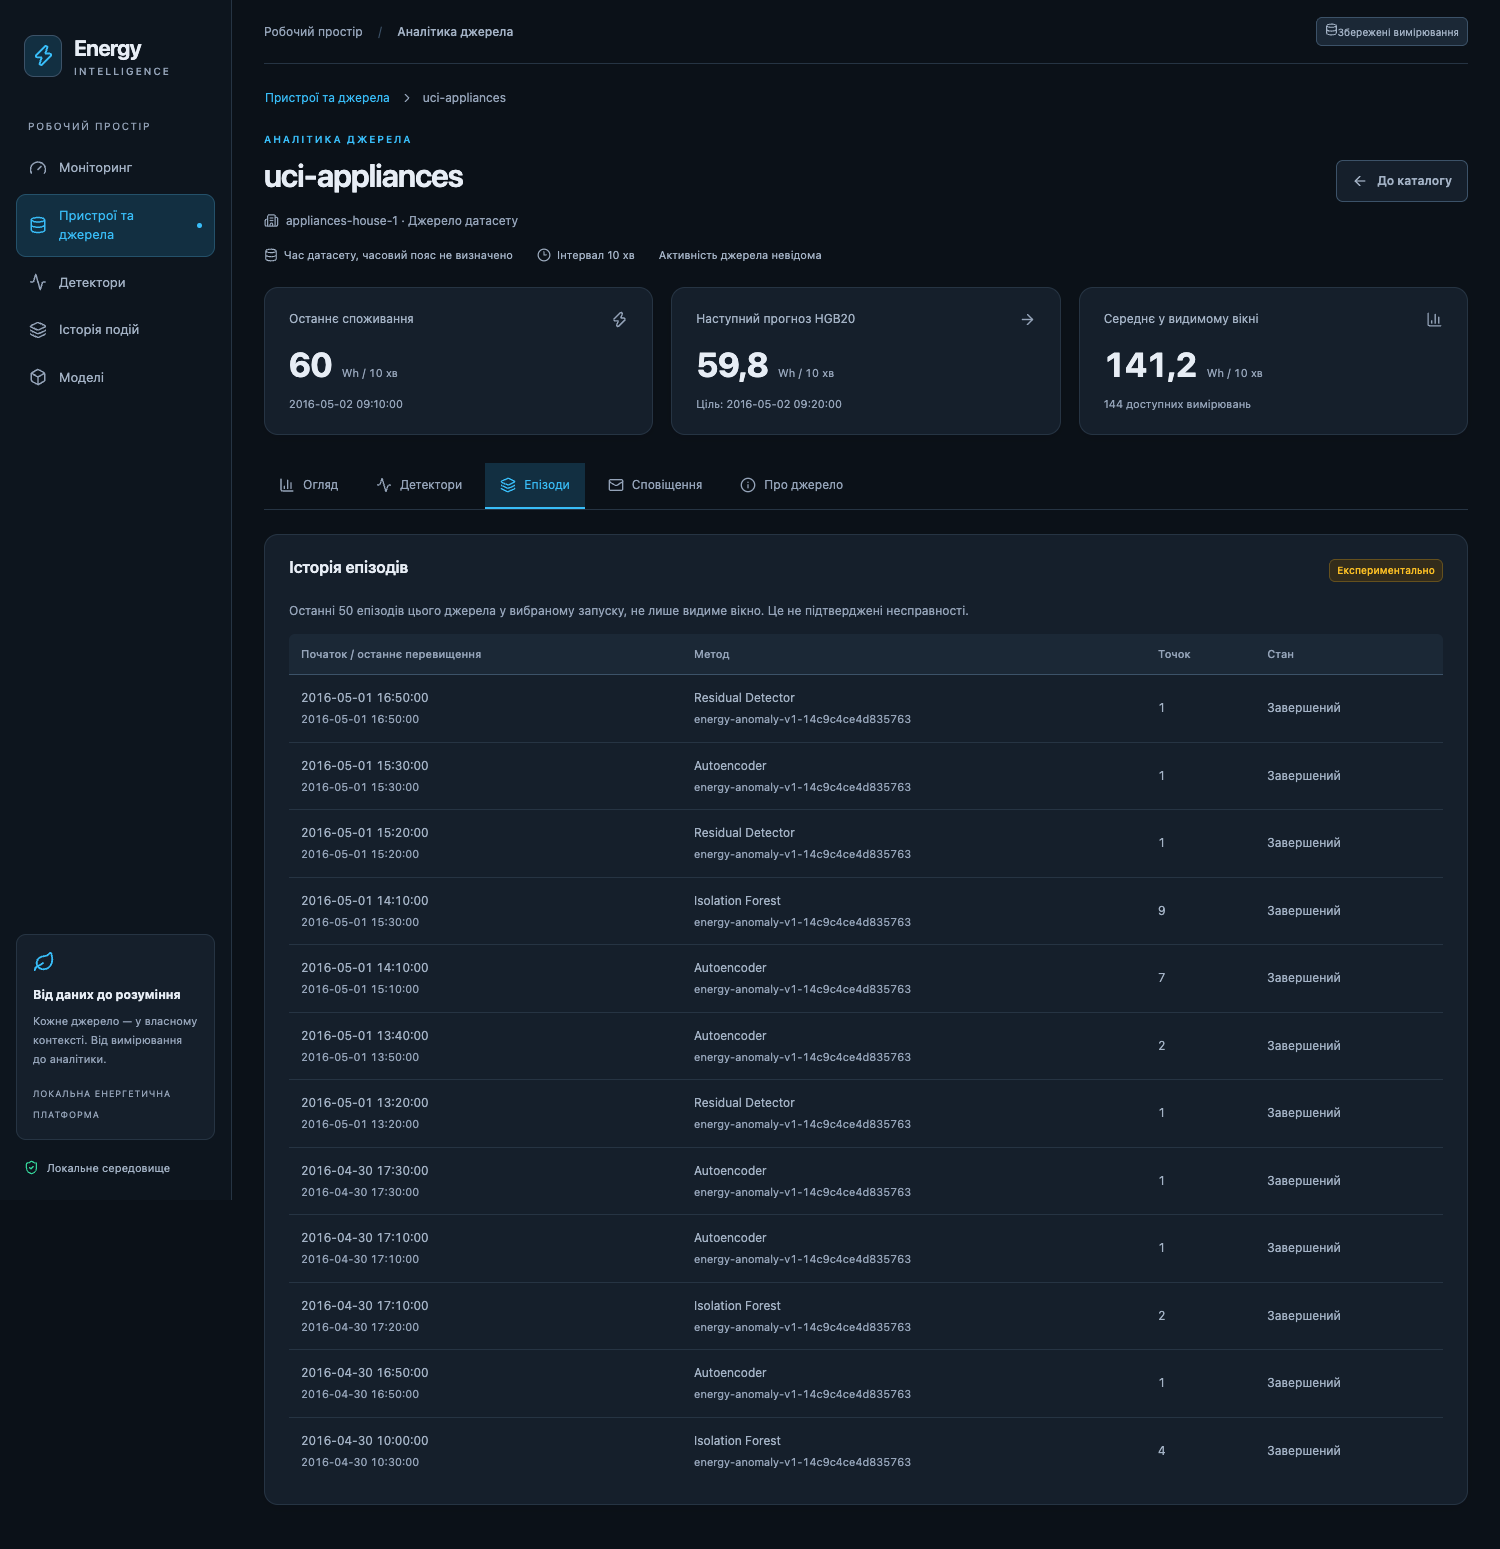 Energy
INTELLIGENCE
РОБОЧИЙ ПРОСТІР
Моніторинг
Пристрої та
джерела
Детектори
Історія подій
Моделі
Від даних до розуміння
Кожне джерело — у власному
контексті. Від вимірювання
до аналітики.
ЛОКАЛЬНА ЕНЕРГЕТИЧНА
ПЛАТФОРМА
Локальне середовище
Робочий простір / Аналітика джерела
Збережені вимірювання
Пристрої та джерела > uci-appliances
АНАЛІТИКА ДЖЕРЕЛА
uci-appliances
До каталогу
appliances-house-1 · Джерело датасету
Час датасету, часовий пояс не визначено Інтервал 10 хв Активність джерела невідома
Останнє споживання
60 Wh / 10 хв
2016-05-02 09:10:00
Наступний прогноз HGB20
59,8 Wh / 10 хв
Ціль: 2016-05-02 09:20:00
Середнє у видимому вікні
141,2 Wh / 10 хв
144 доступних вимірювань
Огляд Детектори Епізоди Сповіщення Про джерело
Історія епізодів
Експериментально
Останні 50 епізодів цього джерела у вибраному запуску, не лише видиме вікно. Це не підтверджені несправності.
Початок / останнє перевищення Метод Точок Стан
2016-05-01 16:50:00 Residual Detector 1 Завершений
2016-05-01 16:50:00 energy-anomaly-v1-14c9c4ce4d835763
2016-05-01 15:30:00 Autoencoder 1 Завершений
2016-05-01 15:30:00 energy-anomaly-v1-14c9c4ce4d835763
2016-05-01 15:20:00 Residual Detector 1 Завершений
2016-05-01 15:20:00 energy-anomaly-v1-14c9c4ce4d835763
2016-05-01 14:10:00 Isolation Forest 9 Завершений
2016-05-01 15:30:00 energy-anomaly-v1-14c9c4ce4d835763
2016-05-01 14:10:00 Autoencoder 7 Завершений
2016-05-01 15:10:00 energy-anomaly-v1-14c9c4ce4d835763
2016-05-01 13:40:00 Autoencoder 2 Завершений
2016-05-01 13:50:00 energy-anomaly-v1-14c9c4ce4d835763
2016-05-01 13:20:00 Residual Detector 1 Завершений
2016-05-01 13:20:00 energy-anomaly-v1-14c9c4ce4d835763
2016-04-30 17:30:00 Autoencoder 1 Завершений
2016-04-30 17:30:00 energy-anomaly-v1-14c9c4ce4d835763
2016-04-30 17:10:00 Autoencoder 1 Завершений
2016-04-30 17:10:00 energy-anomaly-v1-14c9c4ce4d835763
2016-04-30 17:10:00 Isolation Forest 2 Завершений
2016-04-30 17:20:00 energy-anomaly-v1-14c9c4ce4d835763
2016-04-30 16:50:00 Autoencoder 1 Завершений
2016-04-30 16:50:00 energy-anomaly-v1-14c9c4ce4d835763
2016-04-30 10:00:00 Isolation Forest 4 Завершений
2016-04-30 10:30:00 energy-anomaly-v1-14c9c4ce4d835763